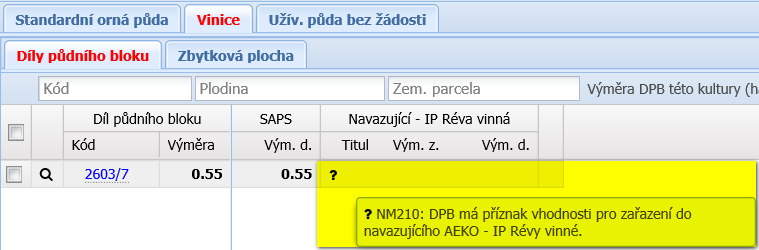 Standardní orná půda Vinice Užív. půda bez žádosti
Díly půdního bloku Zbytková plocha
Kód Plodina Zem. parcela Výměra DPB této kultury (ha
Díl půdního bloku SAPS Navazující - IP Réva vinná
Kód Výměra Vým. d. Titul Vým. z. Vým. d.
2603/7 0.55 0.55 ?
? NM210: DPB má příznak vhodnosti pro zařazení do
navazujícího AEKO - IP Révy vinné.